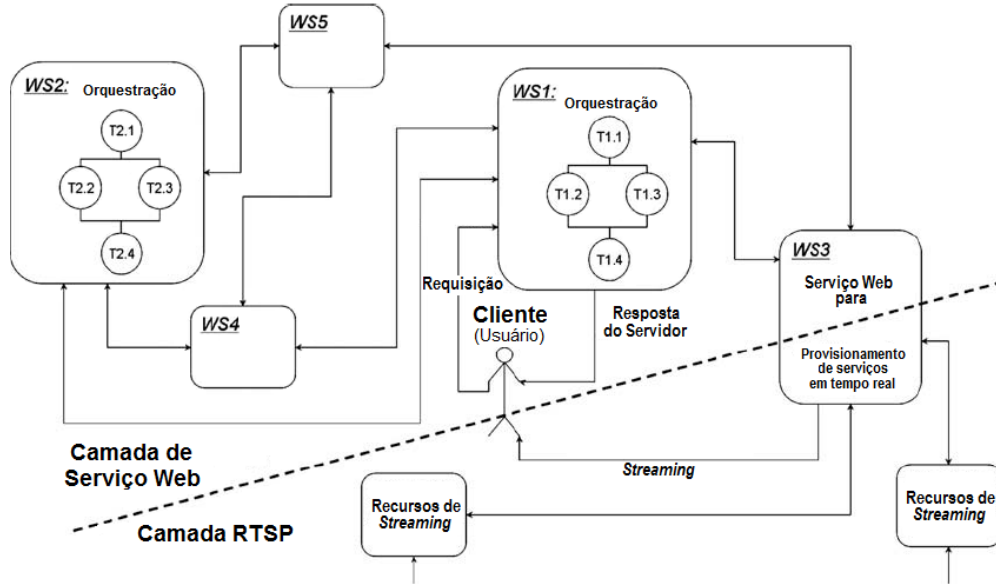 WS5
WS2:
Orquestração
T2.1
T2.2
T2.3
T2.4
WS1:
Orquestração
T1.1
T1.2
T1.3
T1.4
WS4
WS3
Serviço Web
para
Provisionamento
de serviços
em tempo real
Requisição
Cliente
(Usuário)
Resposta
do Servidor
Camada de
Serviço Web
Streaming
Camada RTSP
Recursos de
Streaming
Recursos de
Streaming